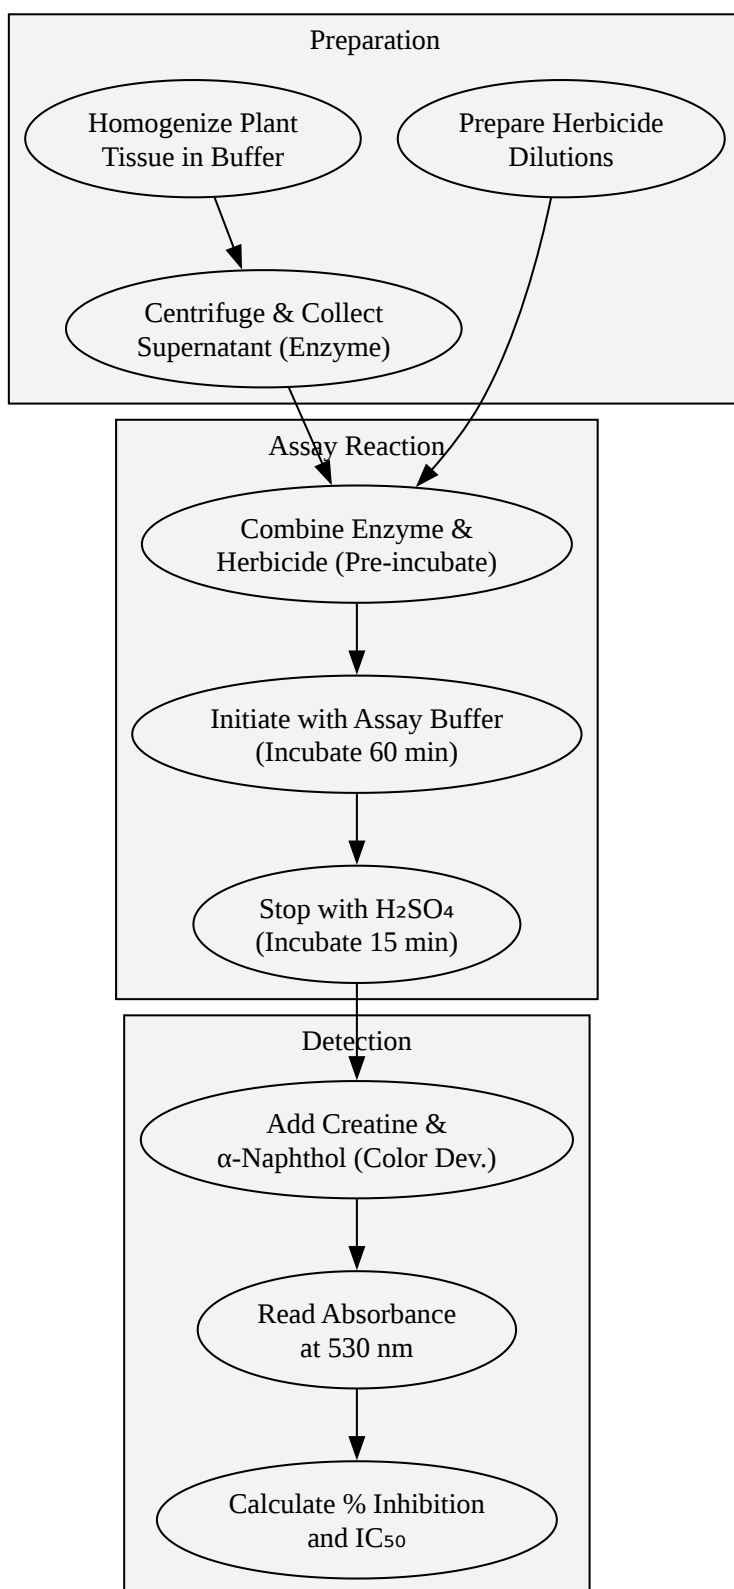 Preparation
Homogenize Plant
Tissue in Buffer
Prepare Herbicide
Dilutions
Centrifuge & Collect
Supernatant (Enzyme)
Assay Reaction
Combine Enzyme &
Herbicide (Pre-incubate)
Initiate with Assay Buffer
(Incubate 60 min)
Stop with H₂SO₄
(Incubate 15 min)
Detection
Add Creatine &
α-Naphthol (Color Dev.)
Read Absorbance
at 530 nm
Calculate % Inhibition
and IC₅₀